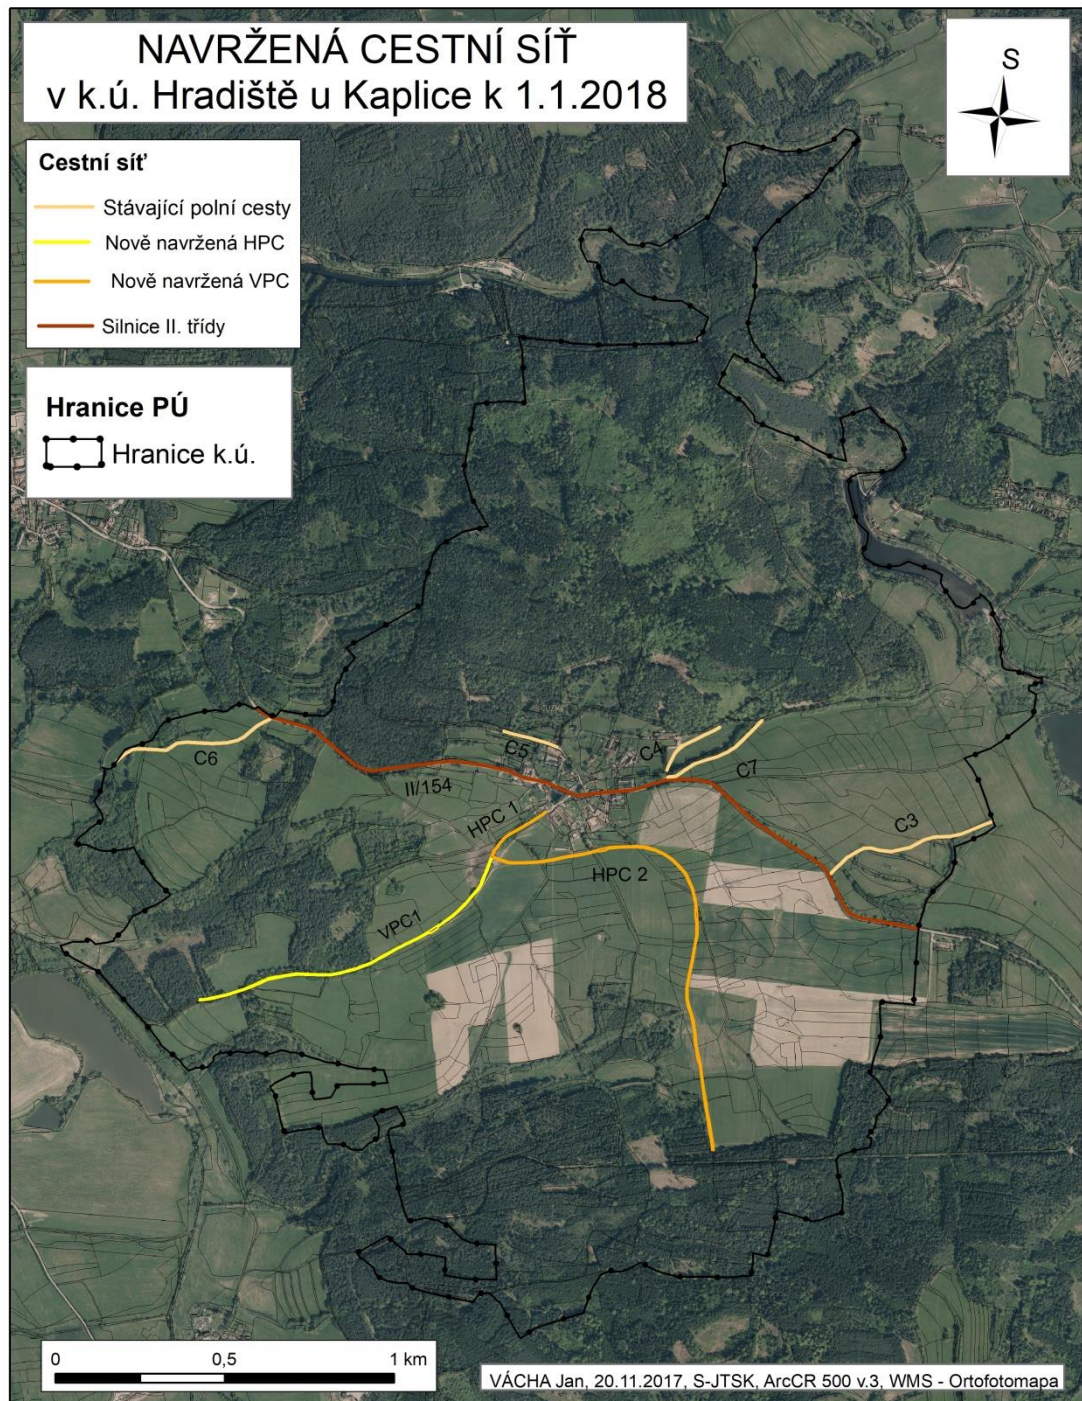 NAVRŽENÁ CESTNÍ SÍŤ
v k.ú. Hradiště u Kaplice k 1.1.2018
S
Cestní síť
Stávající polní cesty
Nově navržená HPC
Nově navržená VPC
Silnice II. třídy
Hranice PÚ
Hranice k.ú.
C5
C4
C7
C6
II/154
HPC 1
C3
HPC 2
VPC1
0 0,5 1 km
VÁCHA Jan, 20.11.2017, S-JTSK, ArcCR 500 v.3, WMS - Ortofotomapa